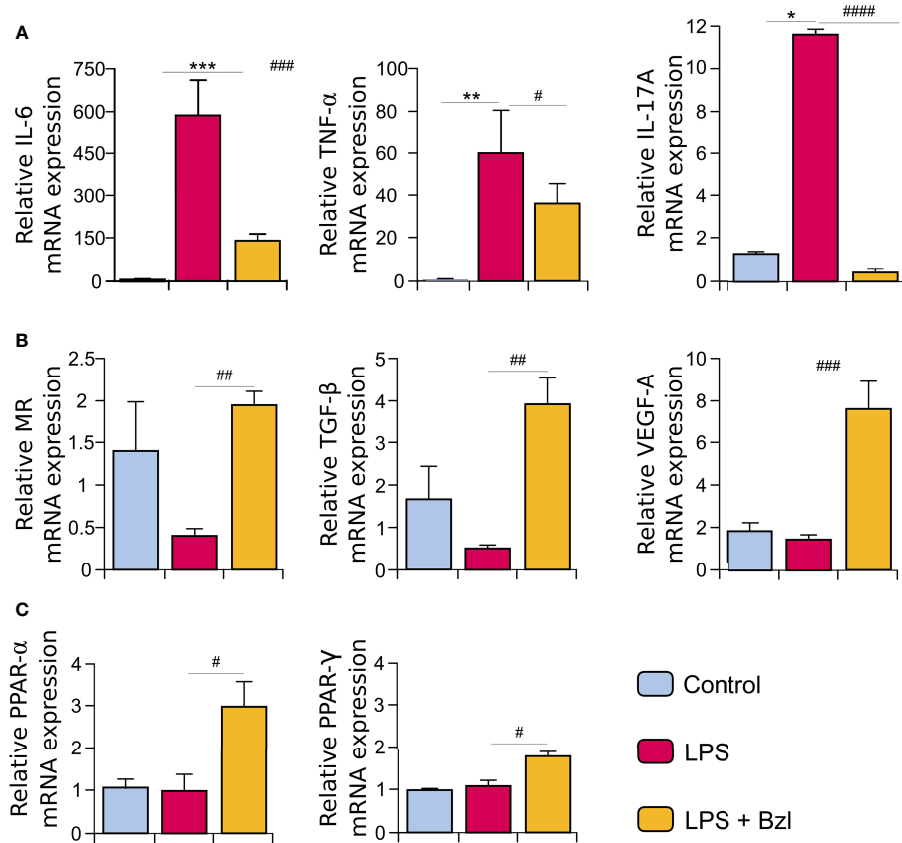 A
Relative IL-6
mRNA expression
750
600
450
300
150
0
***
###
Relative TNF-α
mRNA expression
100
80
60
40
20
0
**
#
Relative IL-17A
mRNA expression
12
10
8
6
4
2
0
*
####
B
Relative MR
mRNA expression
2.5
2
1.5
1
0.5
0
##
Relative TGF-β
mRNA expression
5
4
3
2
1
0
##
Relative VEGF-A
mRNA expression
10
8
6
4
2
0
###
C
Relative PPAR-α
mRNA expression
4
3
2
1
0
#
Relative PPAR-γ
mRNA expression
4
3
2
1
0
#
Control
LPS
LPS + Bzl